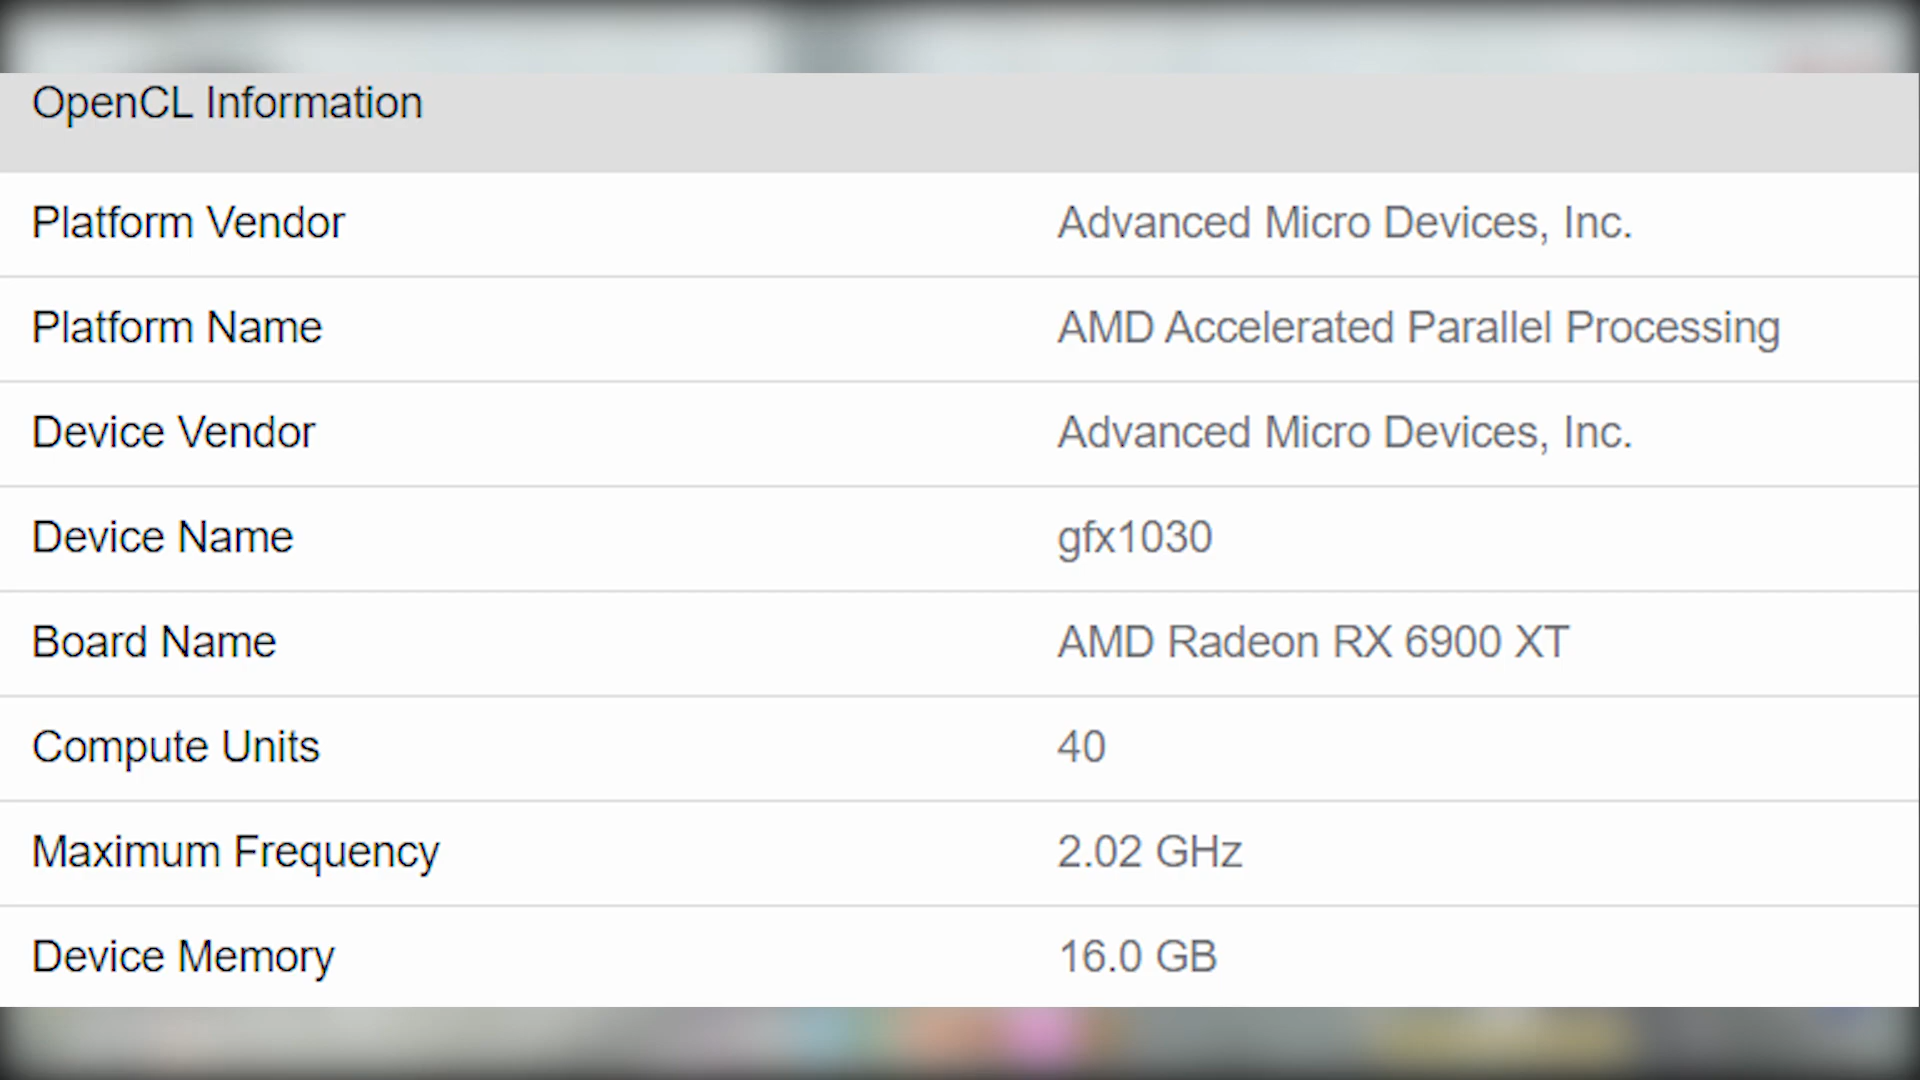 OpenCL Information
Platform Vendor Advanced Micro Devices, Inc.
Platform Name AMD Accelerated Parallel Processing
Device Vendor Advanced Micro Devices, Inc.
Device Name gfx1030
Board Name AMD Radeon RX 6900 XT
Compute Units 40
Maximum Frequency 2.02 GHz
Device Memory 16.0 GB